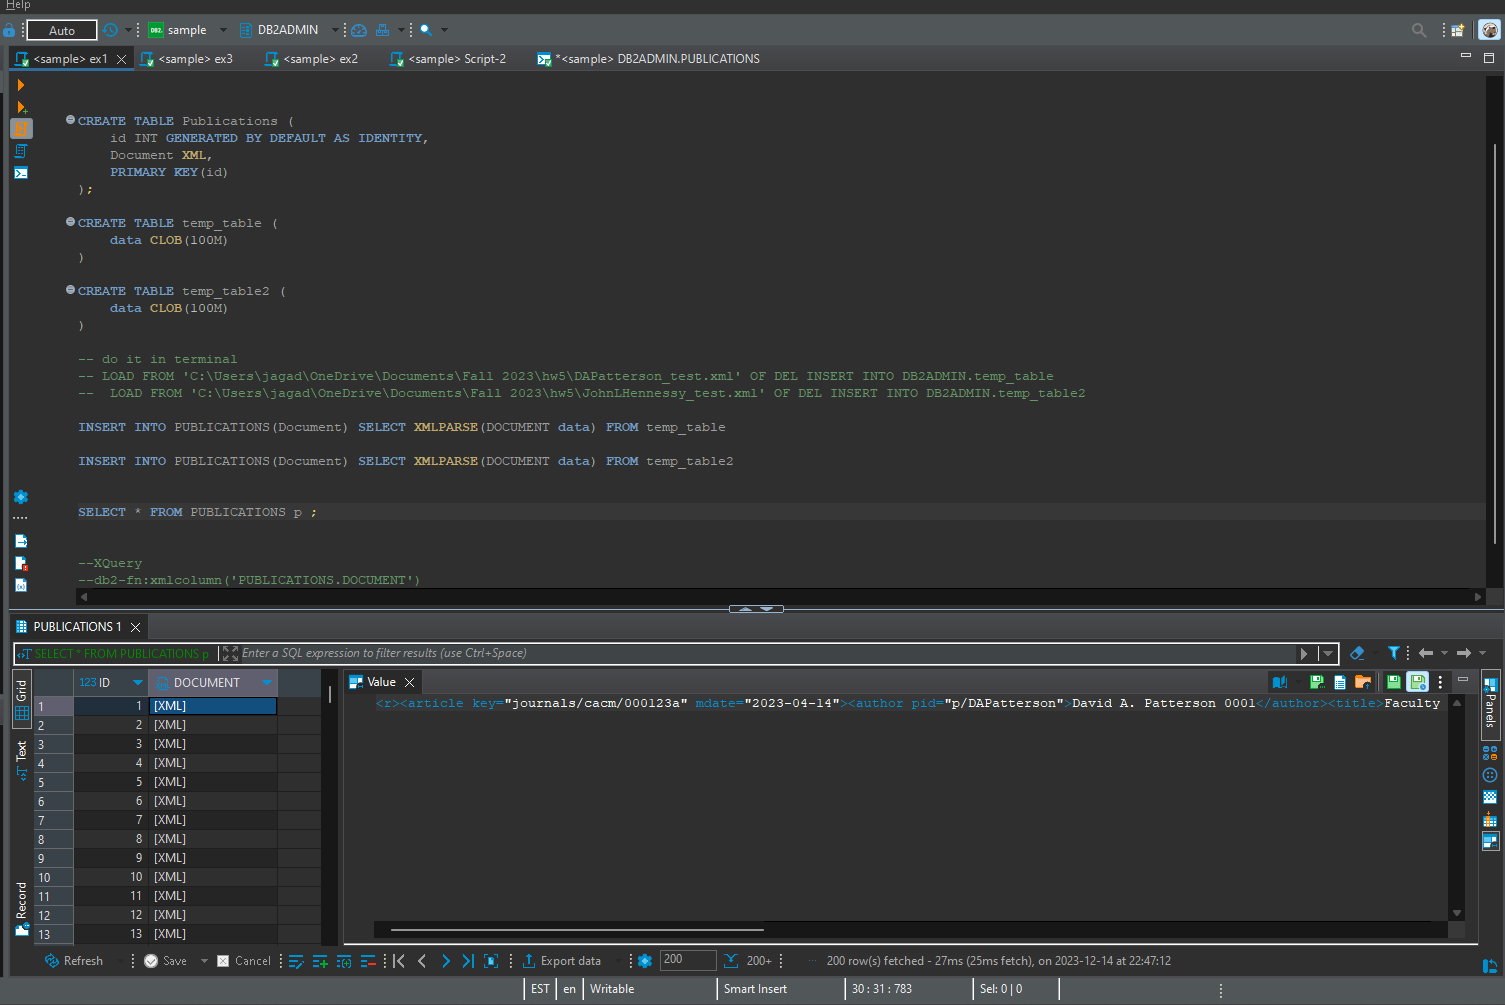 Help
Auto
DB2.
sample
DB2ADMIN
<sample> ex1
<sample> ex3
<sample> ex2
<sample> Script-2
*<sample> DB2ADMIN.PUBLICATIONS
CREATE TABLE Publications (
id INT GENERATED BY DEFAULT AS IDENTITY,
Document XML,
PRIMARY KEY(id)
);
CREATE TABLE temp_table (
data CLOB(100M)
)
CREATE TABLE temp_table2 (
data CLOB(100M)
)
-- do it in terminal
-- LOAD FROM 'C:\Users\jagad\OneDrive\Documents\Fall 2023\hw5\DAPatterson_test.xml' OF DEL INSERT INTO DB2ADMIN.temp_table
--  LOAD FROM 'C:\Users\jagad\OneDrive\Documents\Fall 2023\hw5\JohnLHennessy_test.xml' OF DEL INSERT INTO DB2ADMIN.temp_table2
INSERT INTO PUBLICATIONS(Document) SELECT XMLPARSE(DOCUMENT data) FROM temp_table
INSERT INTO PUBLICATIONS(Document) SELECT XMLPARSE(DOCUMENT data) FROM temp_table2
SELECT * FROM PUBLICATIONS p ;
--XQuery
--db2-fn:xmlcolumn('PUBLICATIONS.DOCUMENT')
PUBLICATIONS 1
SELECT * FROM PUBLICATIONS p
Enter a SQL expression to filter results (use Ctrl+Space)
Grid
Text
Record
123 ID
DOCUMENT
1 1 [XML]
2 2 [XML]
3 3 [XML]
4 4 [XML]
5 5 [XML]
6 6 [XML]
7 7 [XML]
8 8 [XML]
9 9 [XML]
10 10 [XML]
11 11 [XML]
12 12 [XML]
13 13 [XML]
Value
<r><article key="journals/cacm/000123a" mdate="2023-04-14"><author pid="p/DAPatterson">David A. Patterson 0001</author><title>Faculty
Panels
Refresh
Save
Cancel
Export data
200
200+
200 row(s) fetched - 27ms (25ms fetch), on 2023-12-14 at 22:47:12
EST
en
Writable
Smart Insert
30 : 31 : 783
Sel: 0 | 0